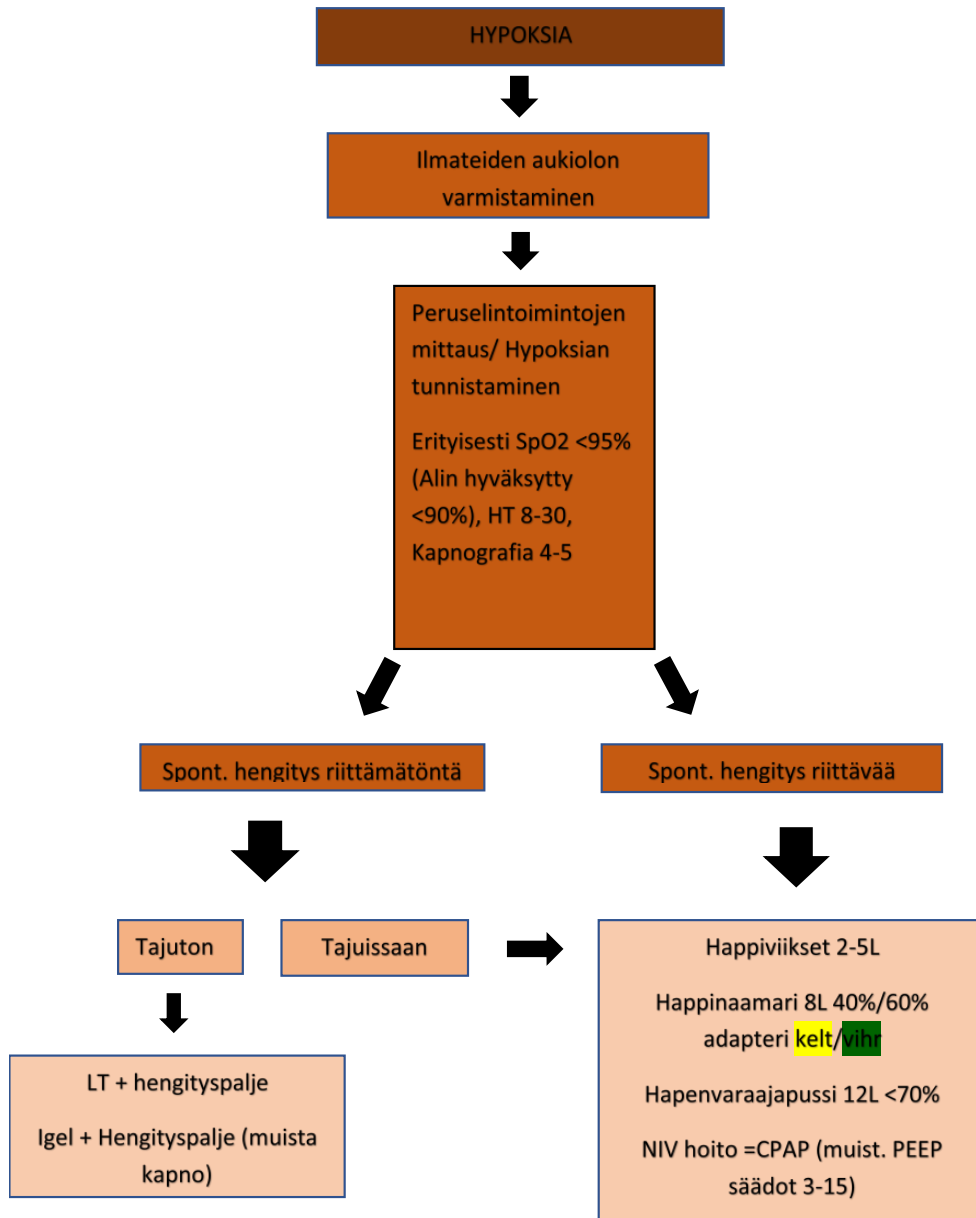 HYPOKSIA
Ilmateiden aukiolon
varmistaminen
Peruselintoimintojen
mittaus/ Hypoksian
tunnistaminen
Erityisesti SpO2 <95%
(Alin hyväksytty
<90%), HT 8-30,
Kapnografia 4-5
Spont. hengitys riittämätöntä
Spont. hengitys riittävää
Tajuton
Tajuissaan
LT + hengityspalje
Igel + Hengityspalje (muista
kapno)
Happiviikset 2-5L
Happinaamari 8L 40%/60%
adapteri kelt/vihr
Hapenvaraajapussi 12L <70%
NIV hoito =CPAP (muist. PEEP
säädot 3-15)